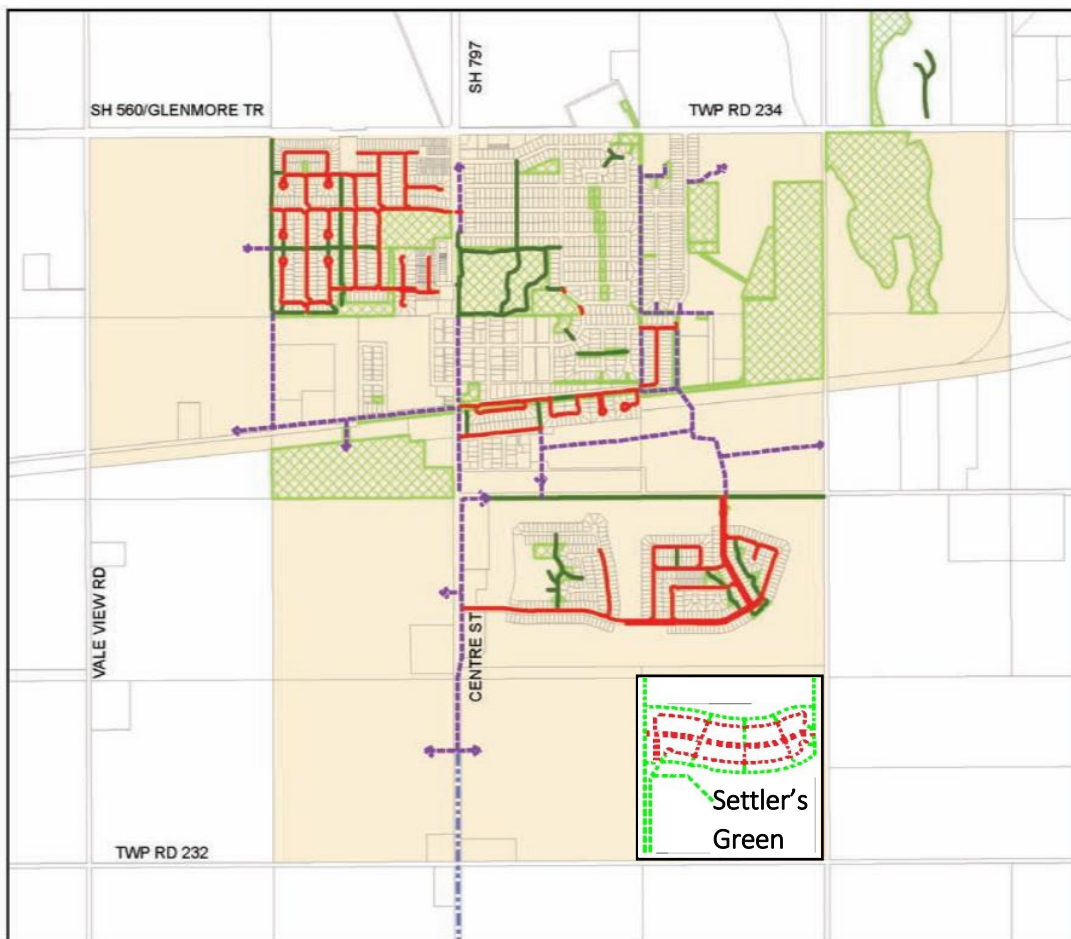 SH 797
SH 560/GLENMORE TR
TWP RD 234
VALE VIEW RD
CENTRE ST
Settler's
Green
TWP RD 232